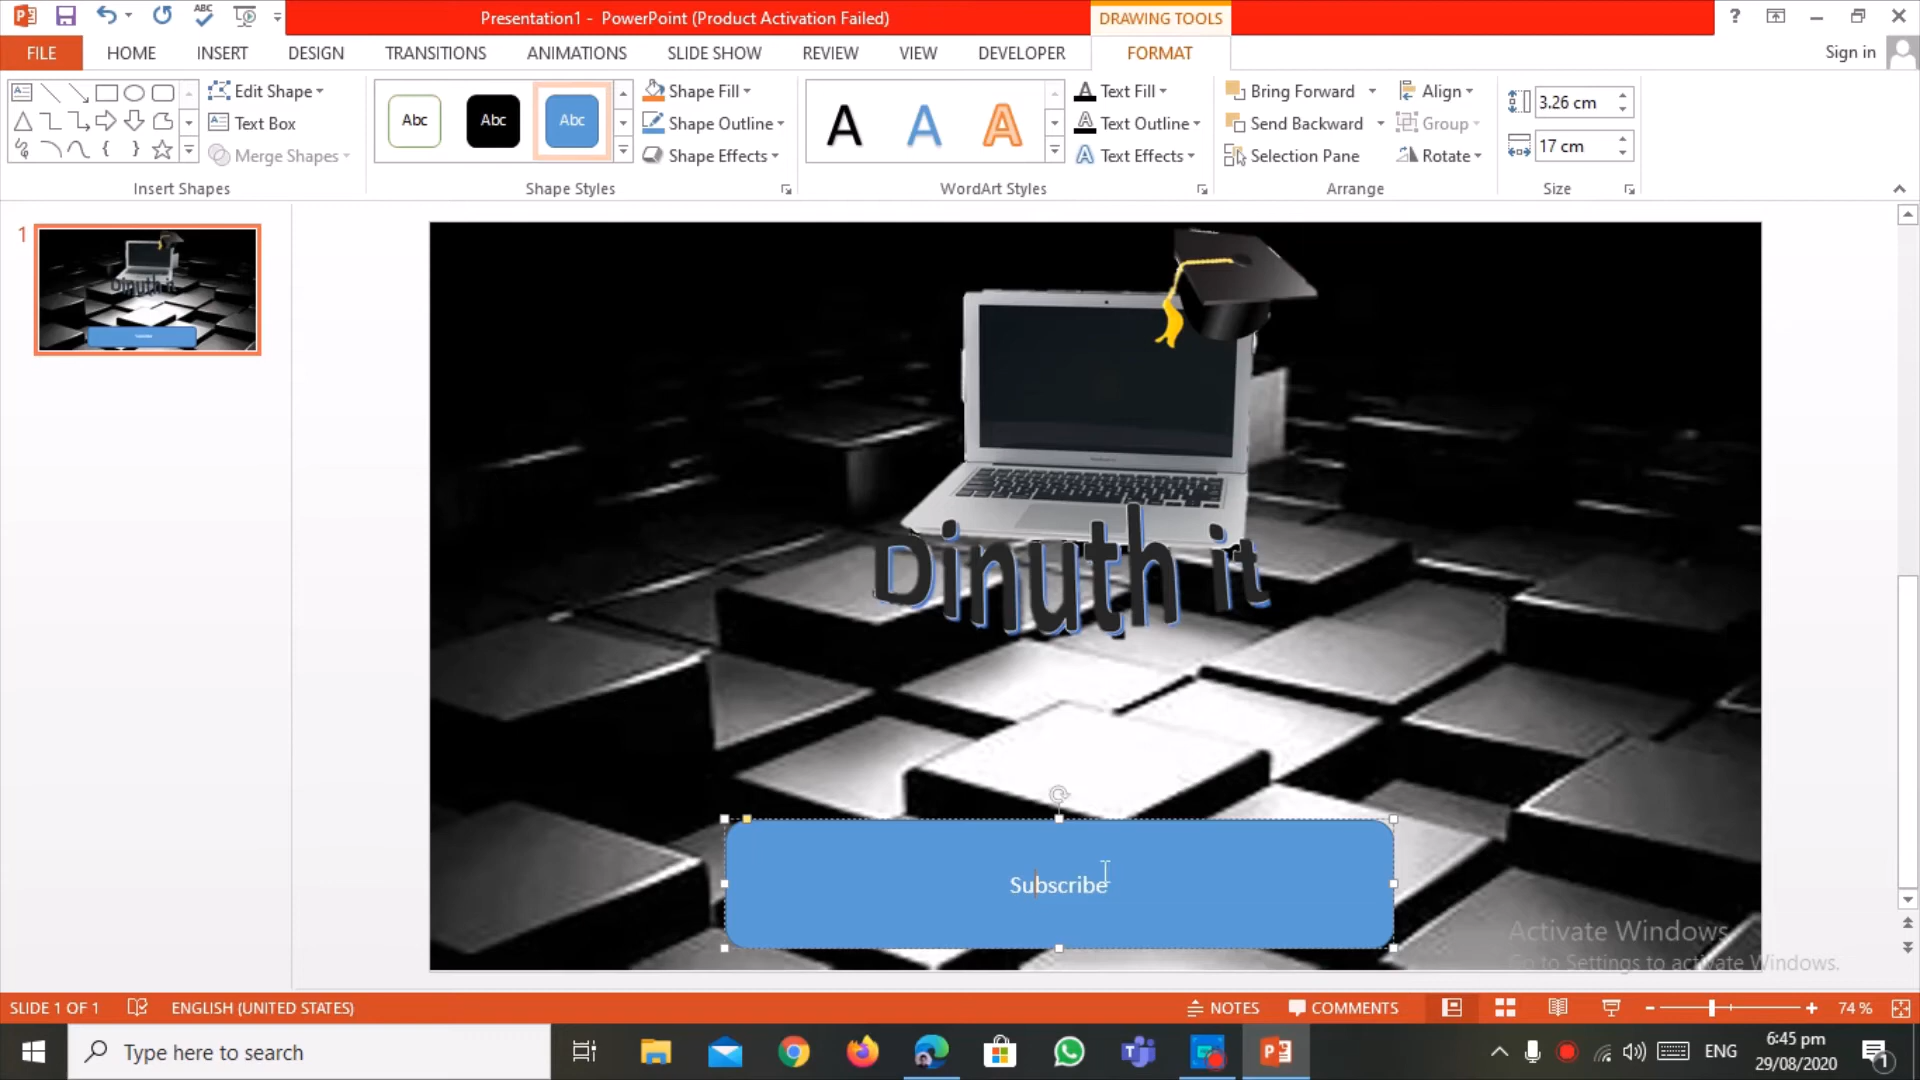 ABC
Presentation1 - PowerPoint (Product Activation Failed)
DRAWING TOOLS
?
FILE
HOME
INSERT
DESIGN
TRANSITIONS
ANIMATIONS
SLIDE SHOW
REVIEW
VIEW
DEVELOPER
FORMAT
Sign in
Edit Shape
Text Box
Merge Shapes
Insert Shapes
Abc
Abc
Abc
Shape Fill
Shape Outline
Shape Effects
Shape Styles
A
A
A
Text Fill
Text Outline
Text Effects
WordArt Styles
Bring Forward
Send Backward
Selection Pane
Align
Group
Rotate
Arrange
3.26 cm
17 cm
Size
1
Dinuth it
Dinuth it
Subscribe
Activate Windows
Go to Settings to activate Windows.
SLIDE 1 OF 1
ENGLISH (UNITED STATES)
NOTES
COMMENTS
74 %
Type here to search
ENG
6:45 pm
29/08/2020
1